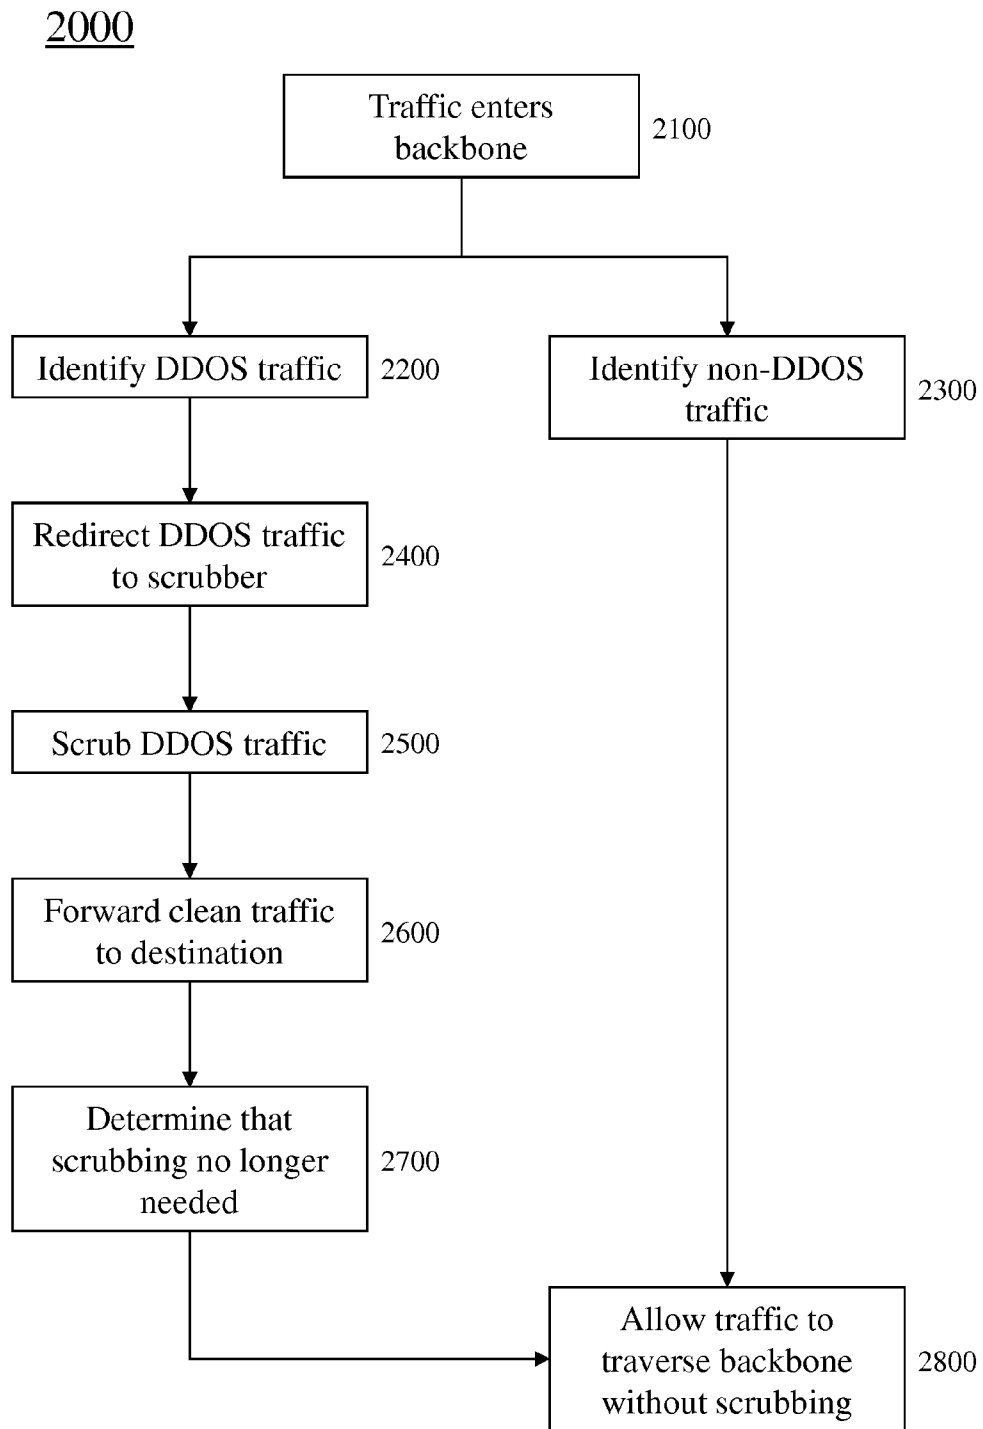 2000
Traffic enters
backbone
2100
Identify DDOS traffic
2200
Identify non-DDOS
traffic
2300
Redirect DDOS traffic
to scrubber
2400
Scrub DDOS traffic
2500
Forward clean traffic
to destination
2600
Determine that
scrubbing no longer
needed
2700
Allow traffic to
traverse backbone
without scrubbing
2800